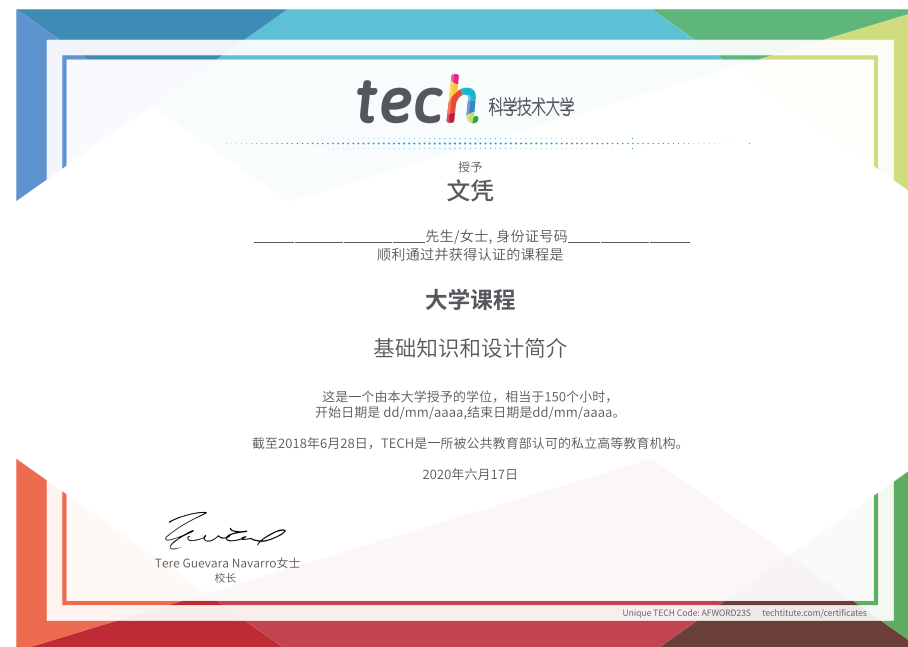 tech 科学技术大学
授予
文凭
____________________先生/女士, 身份证号码______________
顺利通过并获得认证的课程是
大学课程
基础知识和设计简介
这是一个由本大学授予的学位，相当于150个小时，
开始日期是 dd/mm/aaaa,结束日期是dd/mm/aaaa。
截至2018年6月28日，TECH是一所被公共教育部认可的私立高等教育机构。
2020年六月17日
Tere Guevara Navarro女士
校长
Unique TECH Code: AFWORD23S techtitute.com/certificates